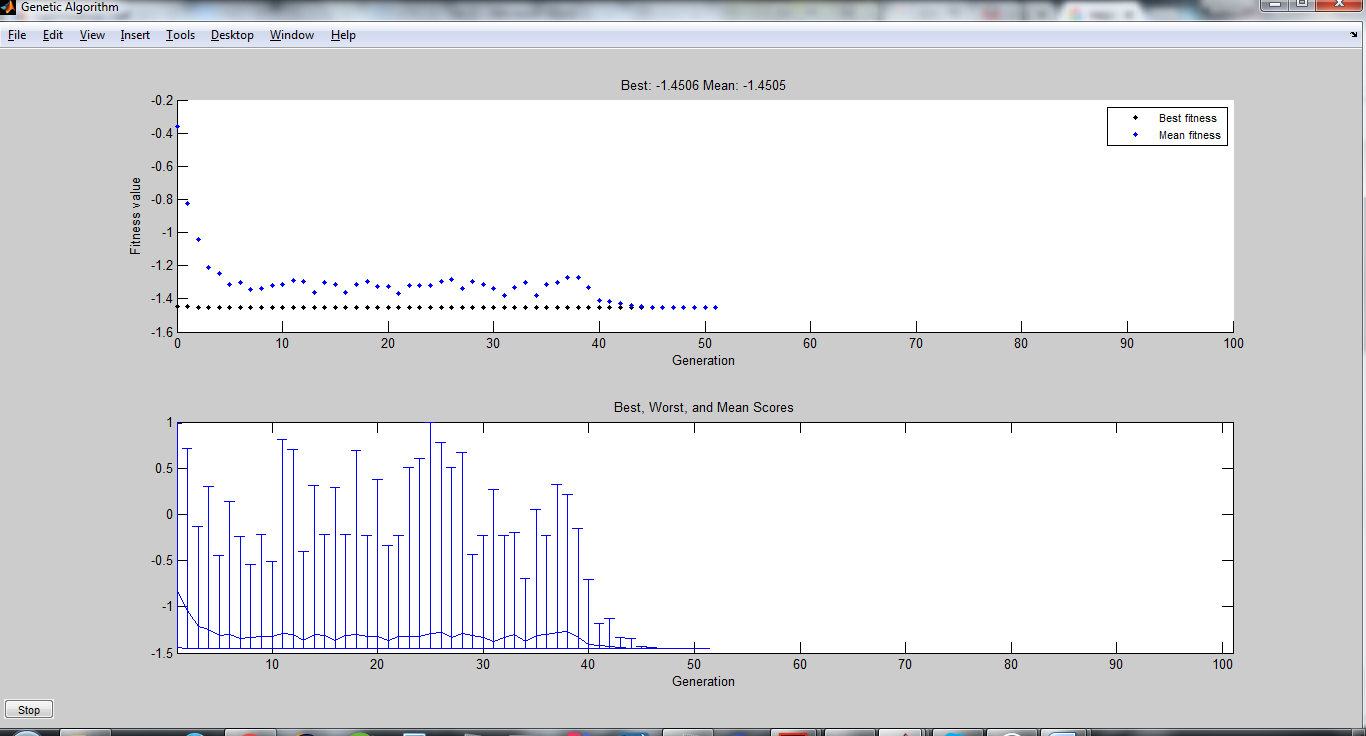 Genetic Algorithm
File Edit View Insert Tools Desktop Window Help
Best: -1.4506 Mean: -1.4505
-0.2
-0.4
-0.6
-0.8
-1
-1.2
-1.4
-1.6
Fitness value
Best fitness
Mean fitness
0 10 20 30 40 50 60 70 80 90 100
Generation
Best, Worst, and Mean Scores
1
0.5
0
-0.5
-1
-1.5
10 20 30 40 50 60 70 80 90 100
Generation
Stop